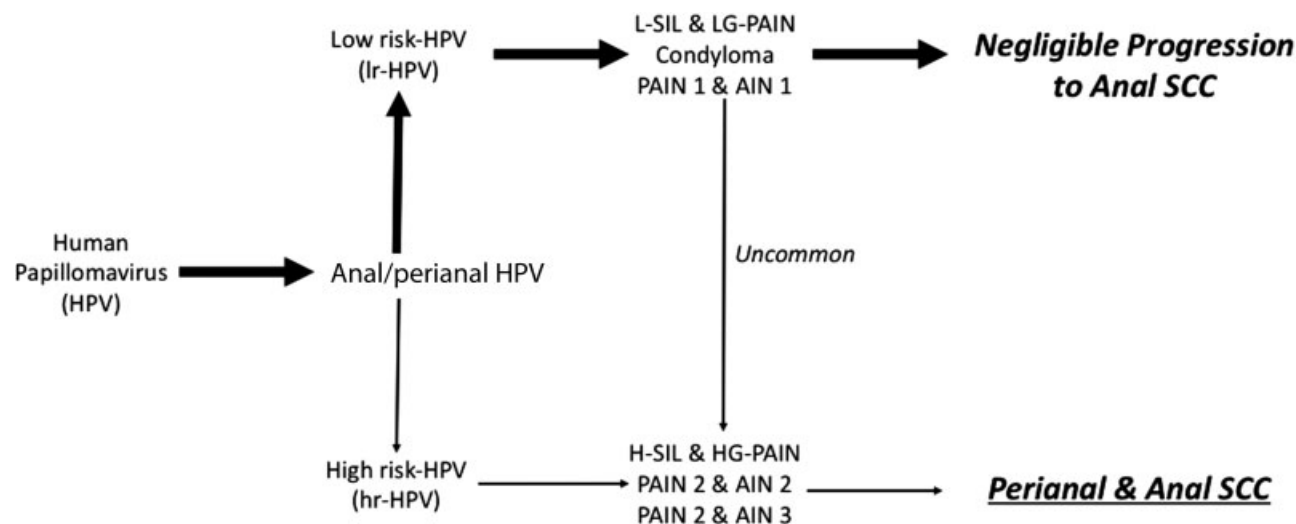 Low risk-HPV
(lr-HPV)
L-SIL & LG-PAIN
Condyloma
PAIN 1 & AIN 1
Negligible Progression
to Anal SCC
Human
Papillomavirus
(HPV)
Anal/perianal HPV
Uncommon
High risk-HPV
(hr-HPV)
H-SIL & HG-PAIN
PAIN 2 & AIN 2
PAIN 2 & AIN 3
Perianal & Anal SCC